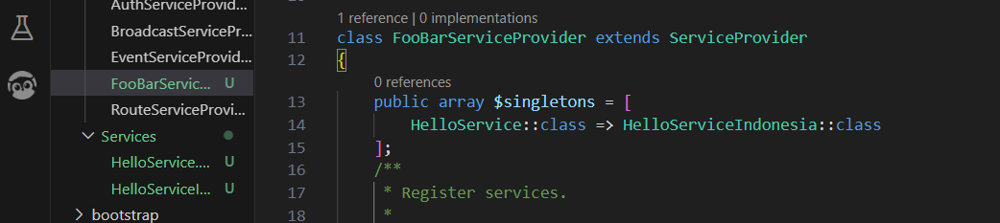 AuthServiceProvid...
BroadcastServicePr...
EventServiceProvid...
FooBarServic... U
RouteServiceProvi...
Services
HelloService.... U
HelloServiceI... U
bootstrap
1 reference | 0 implementations
11 class FooBarServiceProvider extends ServiceProvider
12 {
0 references
13 public array $singletons = [
14 HelloService::class => HelloServiceIndonesia::class
15 ];
16 /**
17 * Register services.
18 *